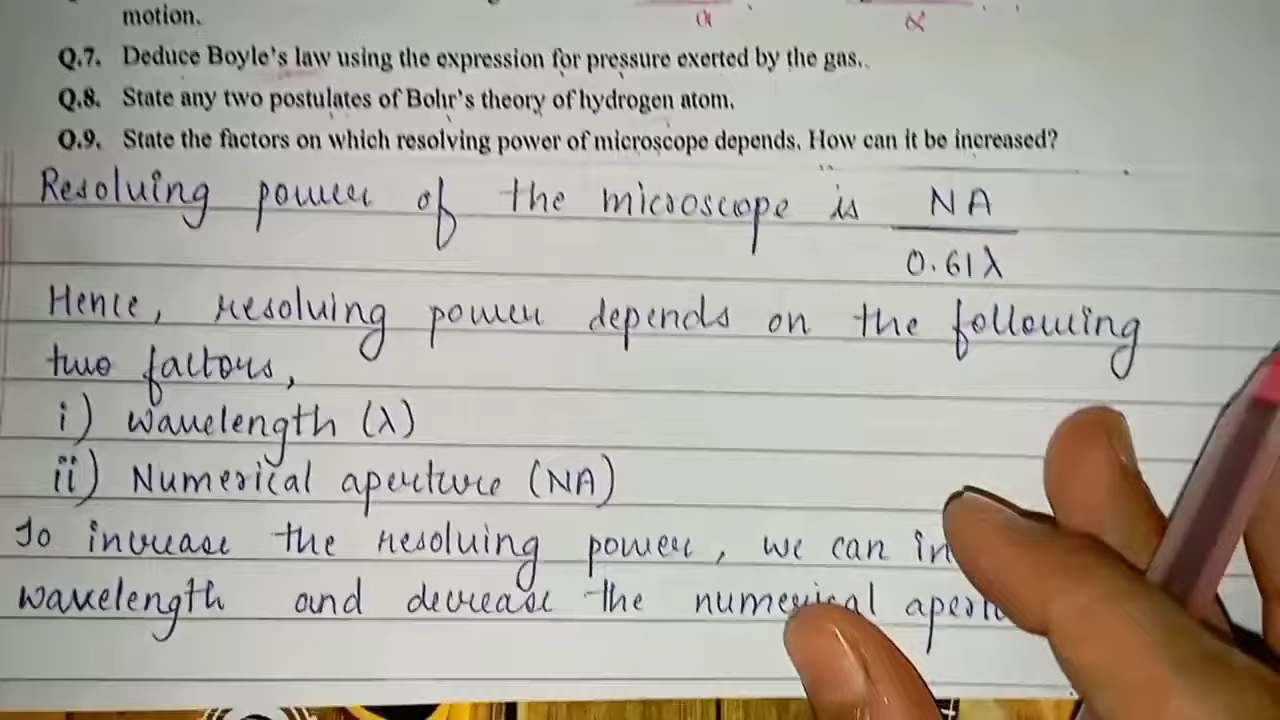 motion.
α α
Q.7. Deduce Boyle's law using the expression for pressure exerted by the gas.
Q.8. State any two postulates of Bohr's theory of hydrogen atom.
Q.9. State the factors on which resolving power of microscope depends. How can it be increased?
Resolving power of the microscope is NA
0.61λ
Hence, resolving power depends on the following
two factors,
i) Wavelength (λ)
ii) Numerical aperture (NA)
To increase the resolving power, we can
wavelength and decrease the numerical